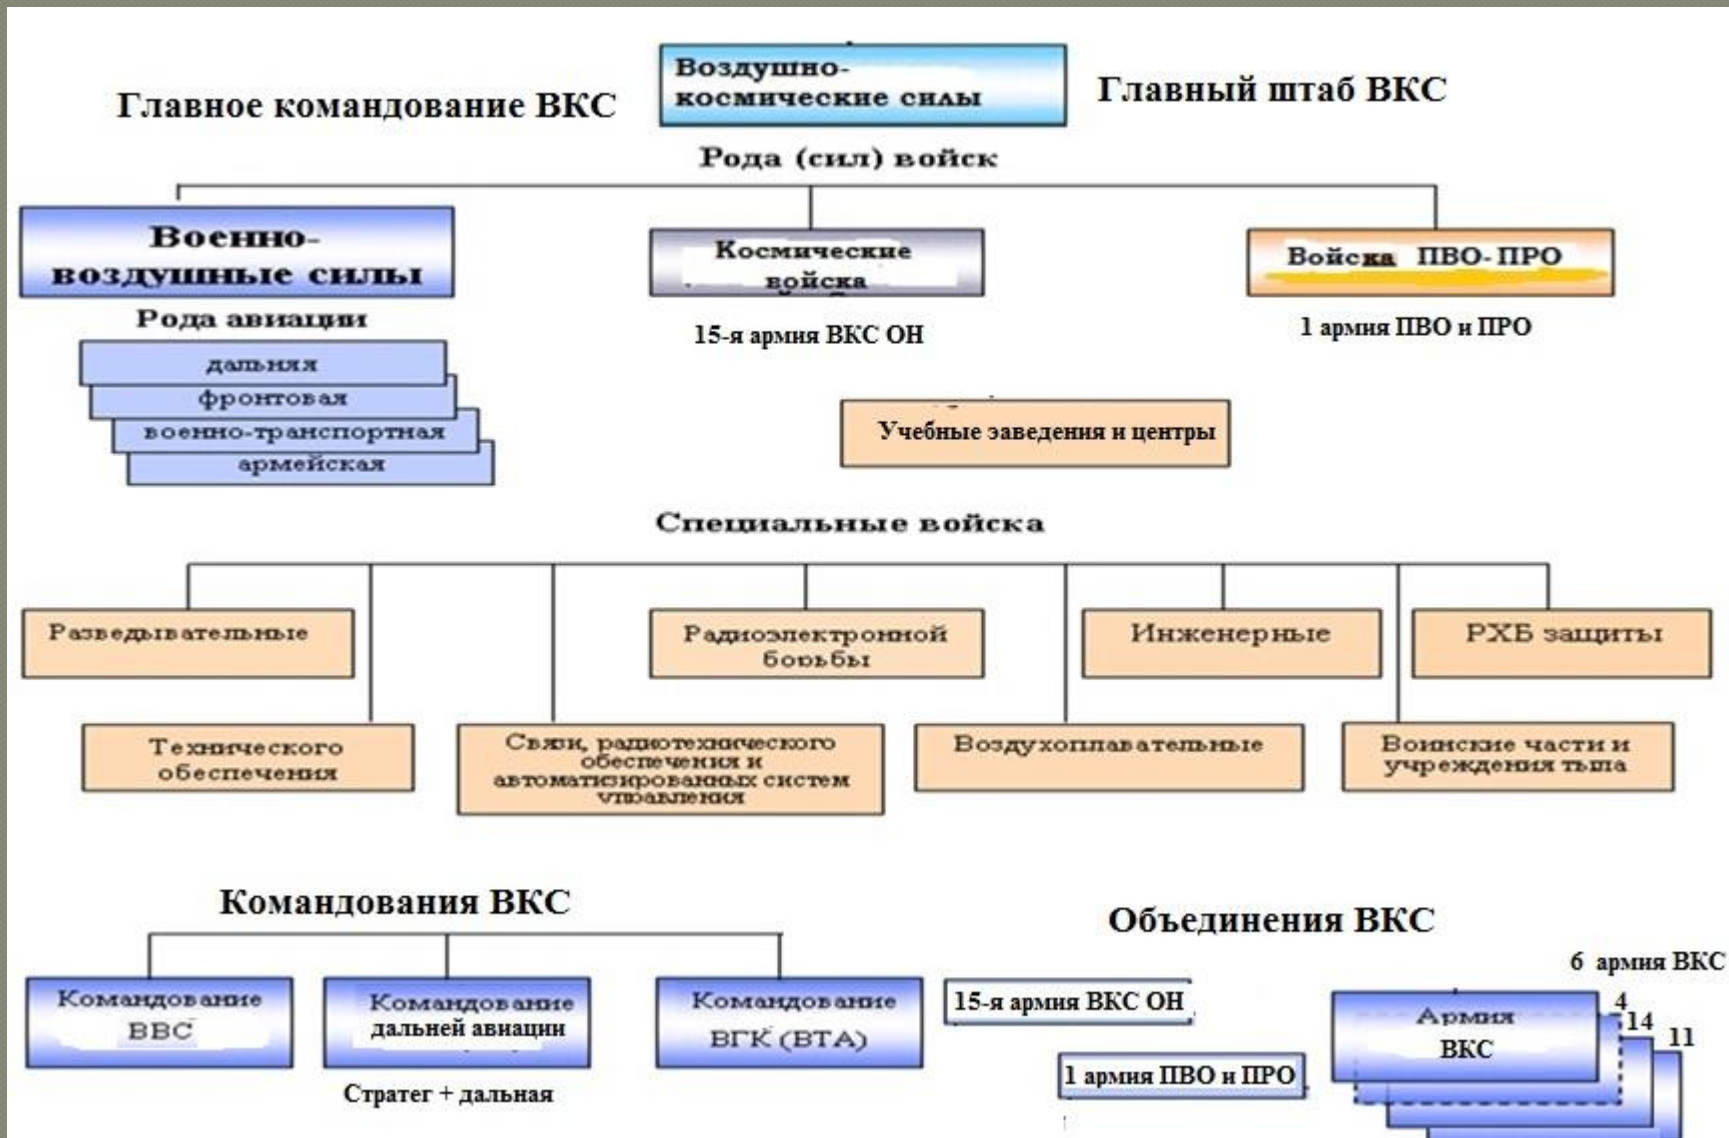 Главное командование ВКС
Воздушно-
космические силы
Главный штаб ВКС
Рода (сил) войск
Военно-
воздушные силы
Космические
войска
Войска ПВО-ПРО
Рода авиации
15-я армия ВКС ОН
1 армия ПВО и ПРО
дальняя
фронтовая
военно-транспортная
армейская
Учебные заведения и центры
Специальные войска
Разведывательные
Радиоэлектронной
борьбы
Инженерные
РХБ защиты
Технического
обеспечения
Связи, радиотехнического
обеспечения и
автоматизированных систем
управления
Воздухоплавательные
Воинские части и
учреждения тыла
Командования ВКС
Командование
ВВС
Командование
дальней авиации
Командование
ВГК (ВТА)
Стратег + дальная
Объединения ВКС
15-я армия ВКС ОН
1 армия ПВО и ПРО
6 армия ВКС
4
14
11
Армия
ВКС